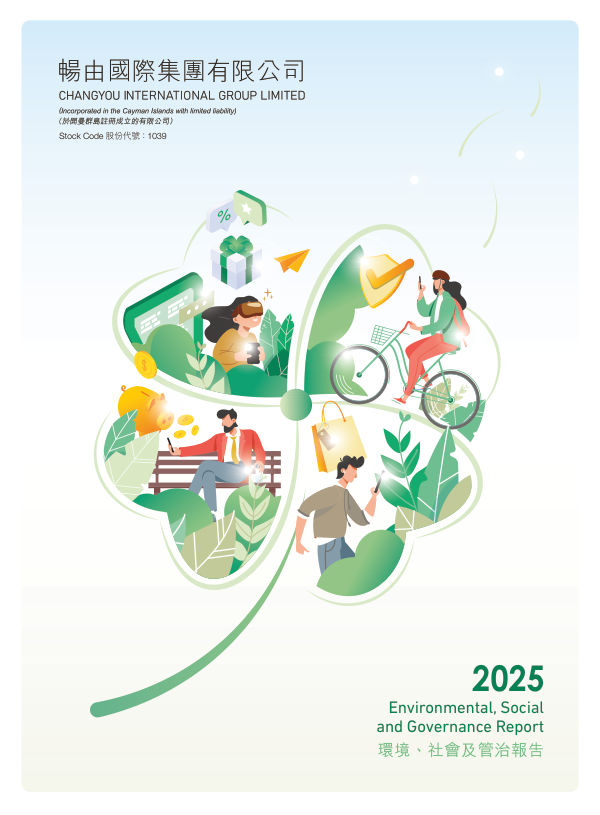 暢由國際集團有限公司
CHANGYOU INTERNATIONAL GROUP LIMITED
(Incorporated in the Cayman Islands with limited liability)
（於開曼群島註冊成立的有限公司）
Stock Code 股份代號：1039
%
$
2025
Environmental, Social
and Governance Report
環境、社會及管治報告